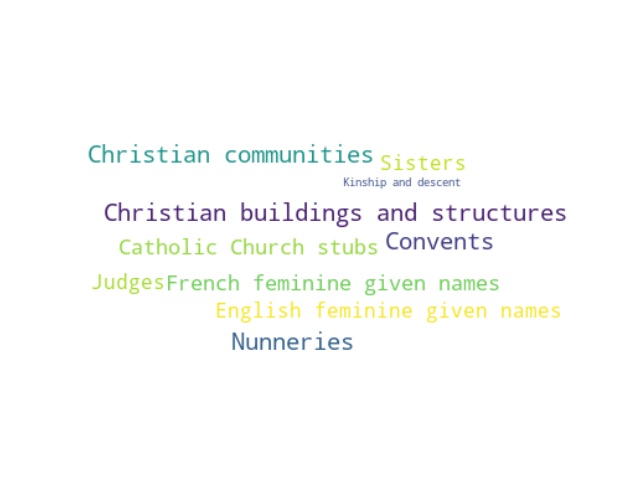 Christian communities
Sisters
Kinship and descent
Christian buildings and structures
Catholic Church stubs
Convents
Judges
French feminine given names
English feminine given names
Nunneries